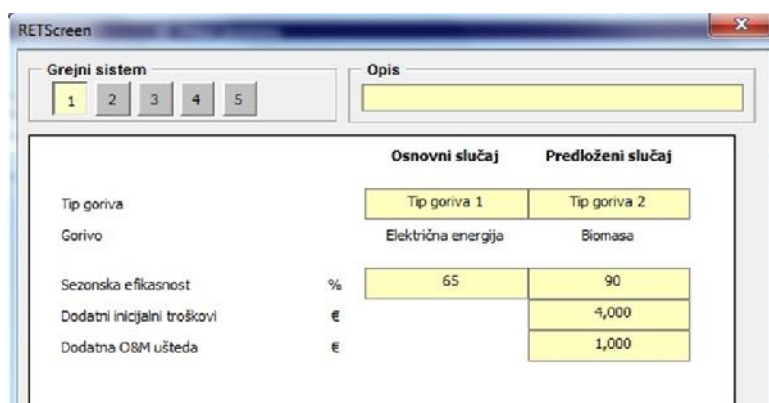 RETScreen
Grejni sistem
1 2 3 4 5
Opis
Osnovni slučaj Predloženi slučaj
Tip goriva Tip goriva 1 Tip goriva 2
Gorivo Električna energija Biomasa
Sezonska efikasnost % 65 90
Dodatni inicijalni troškovi € 4,000
Dodatna O&M ušteda € 1,000